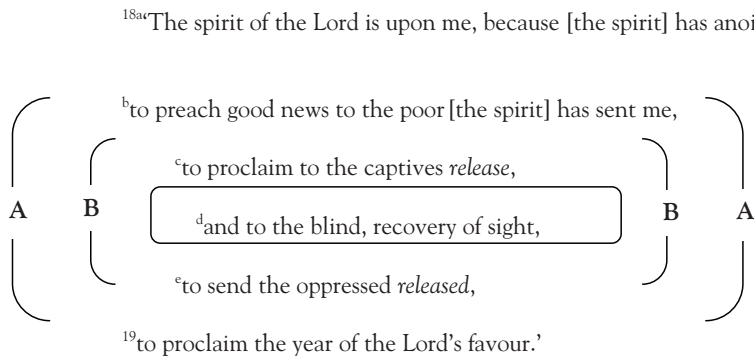 18a‘The spirit of the Lord is upon me, because [the spirit] has
bto preach good news to the poor [the spirit] has sent me,
cto proclaim to the captives release,
A B dand to the blind, recovery of sight, B A
eto send the oppressed released,
19to proclaim the year of the Lord’s favour.’